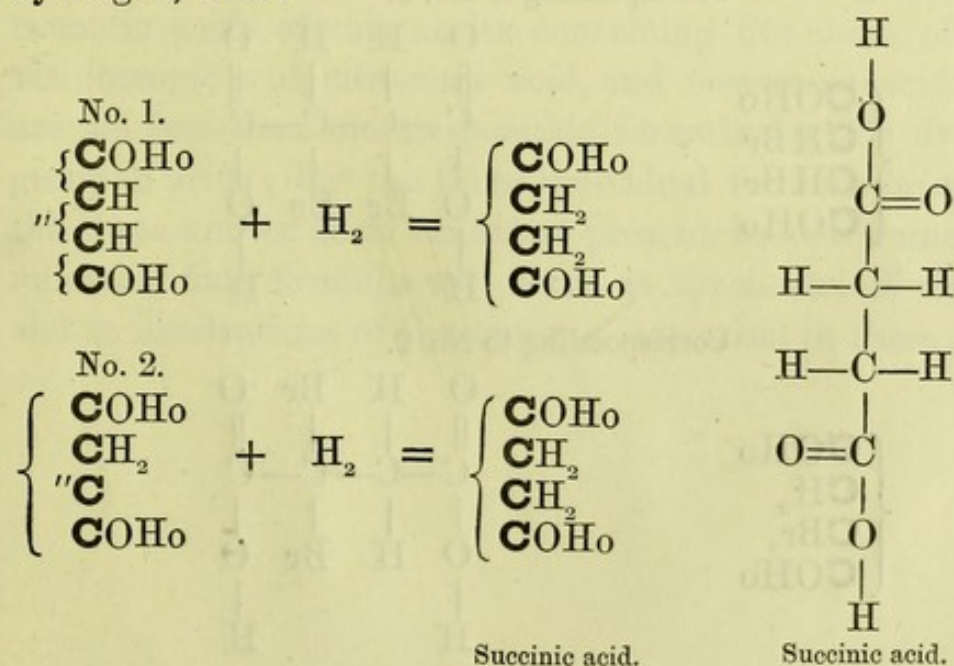 No. 1.
{COHo
CH
"{CH
{COHo
+ H₂ =
{COHo
CH₂
CH₂
COHo
No. 2.
{COHo
CH₂
"C
COHo
+ H₂ =
{COHo
CH₂
CH₂
COHo
Succinic acid.
H
O
C=O
H—C—H
H—C—H
O=C
O
H
Succinic acid.